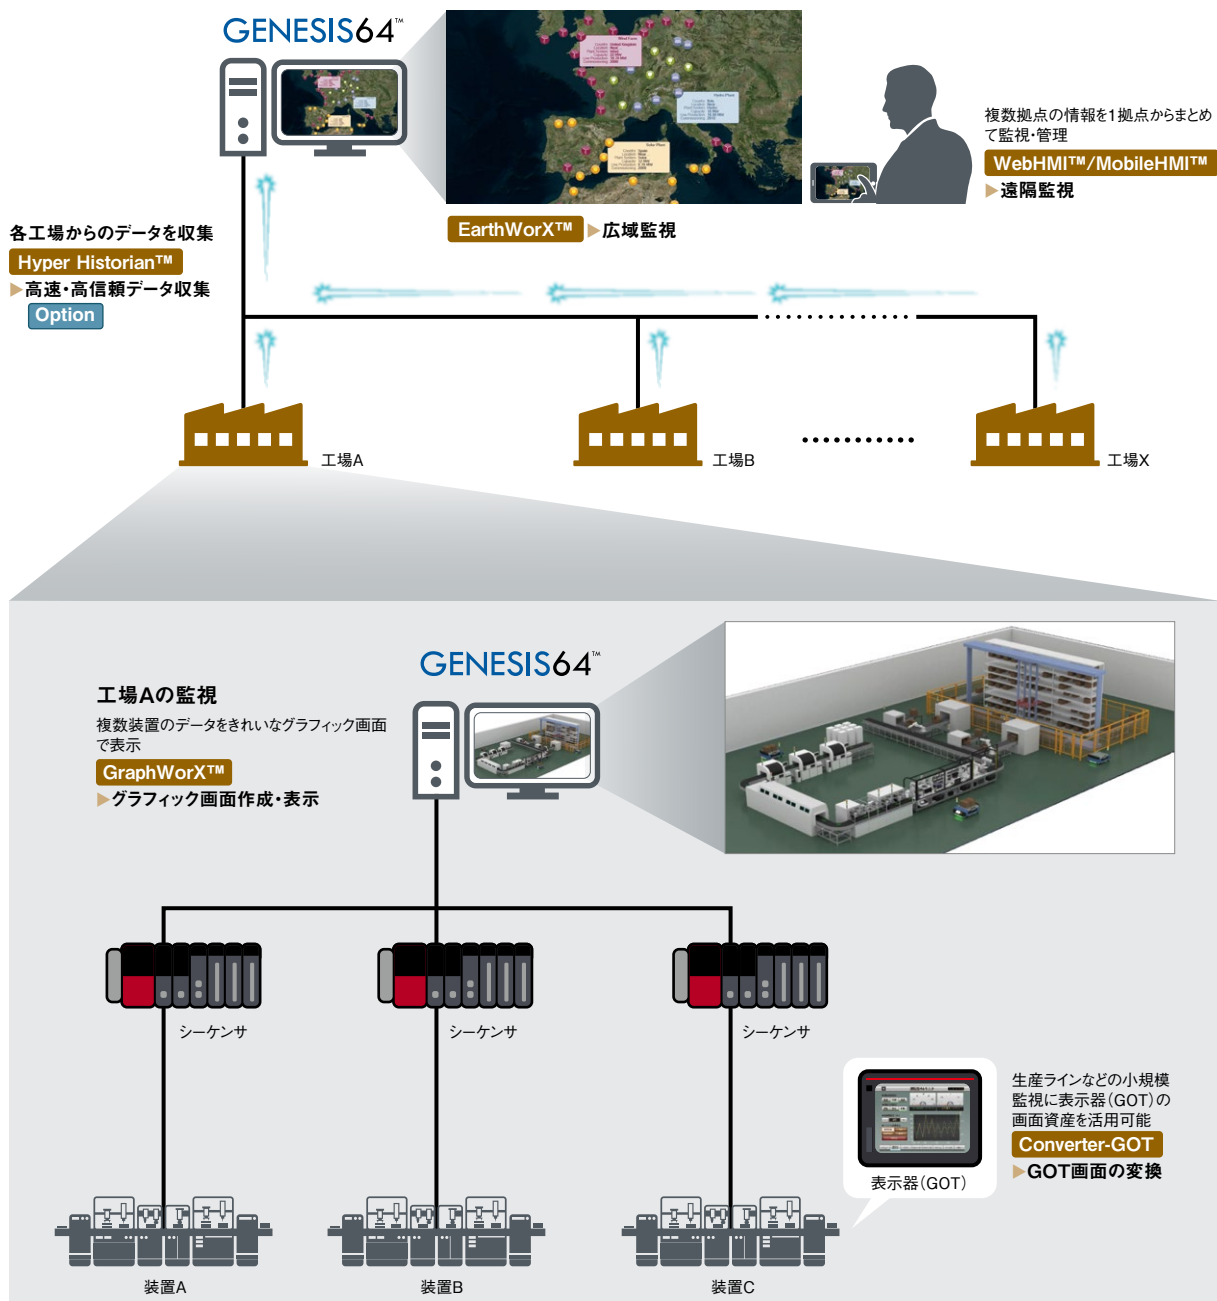 GENESIS64™
複数拠点の情報を1拠点からまとめ
て監視・管理
WebHMI™/MobileHMI™
▶遠隔監視
EarthWorX™ ▶広域監視
各工場からのデータを収集
Hyper Historian™
▶高速・高信頼データ収集
Option
工場A
工場B
工場X
GENESIS64™
工場Aの監視
複数装置のデータをきれいなグラフィック画面
で表示
GraphWorX™
▶グラフィック画面作成・表示
シーケンサ
シーケンサ
シーケンサ
生産ラインなどの小規模
監視に表示器（GOT）の
画面資産を活用可能
Converter-GOT
▶GOT画面の変換
表示器（GOT）
装置A
装置B
装置C